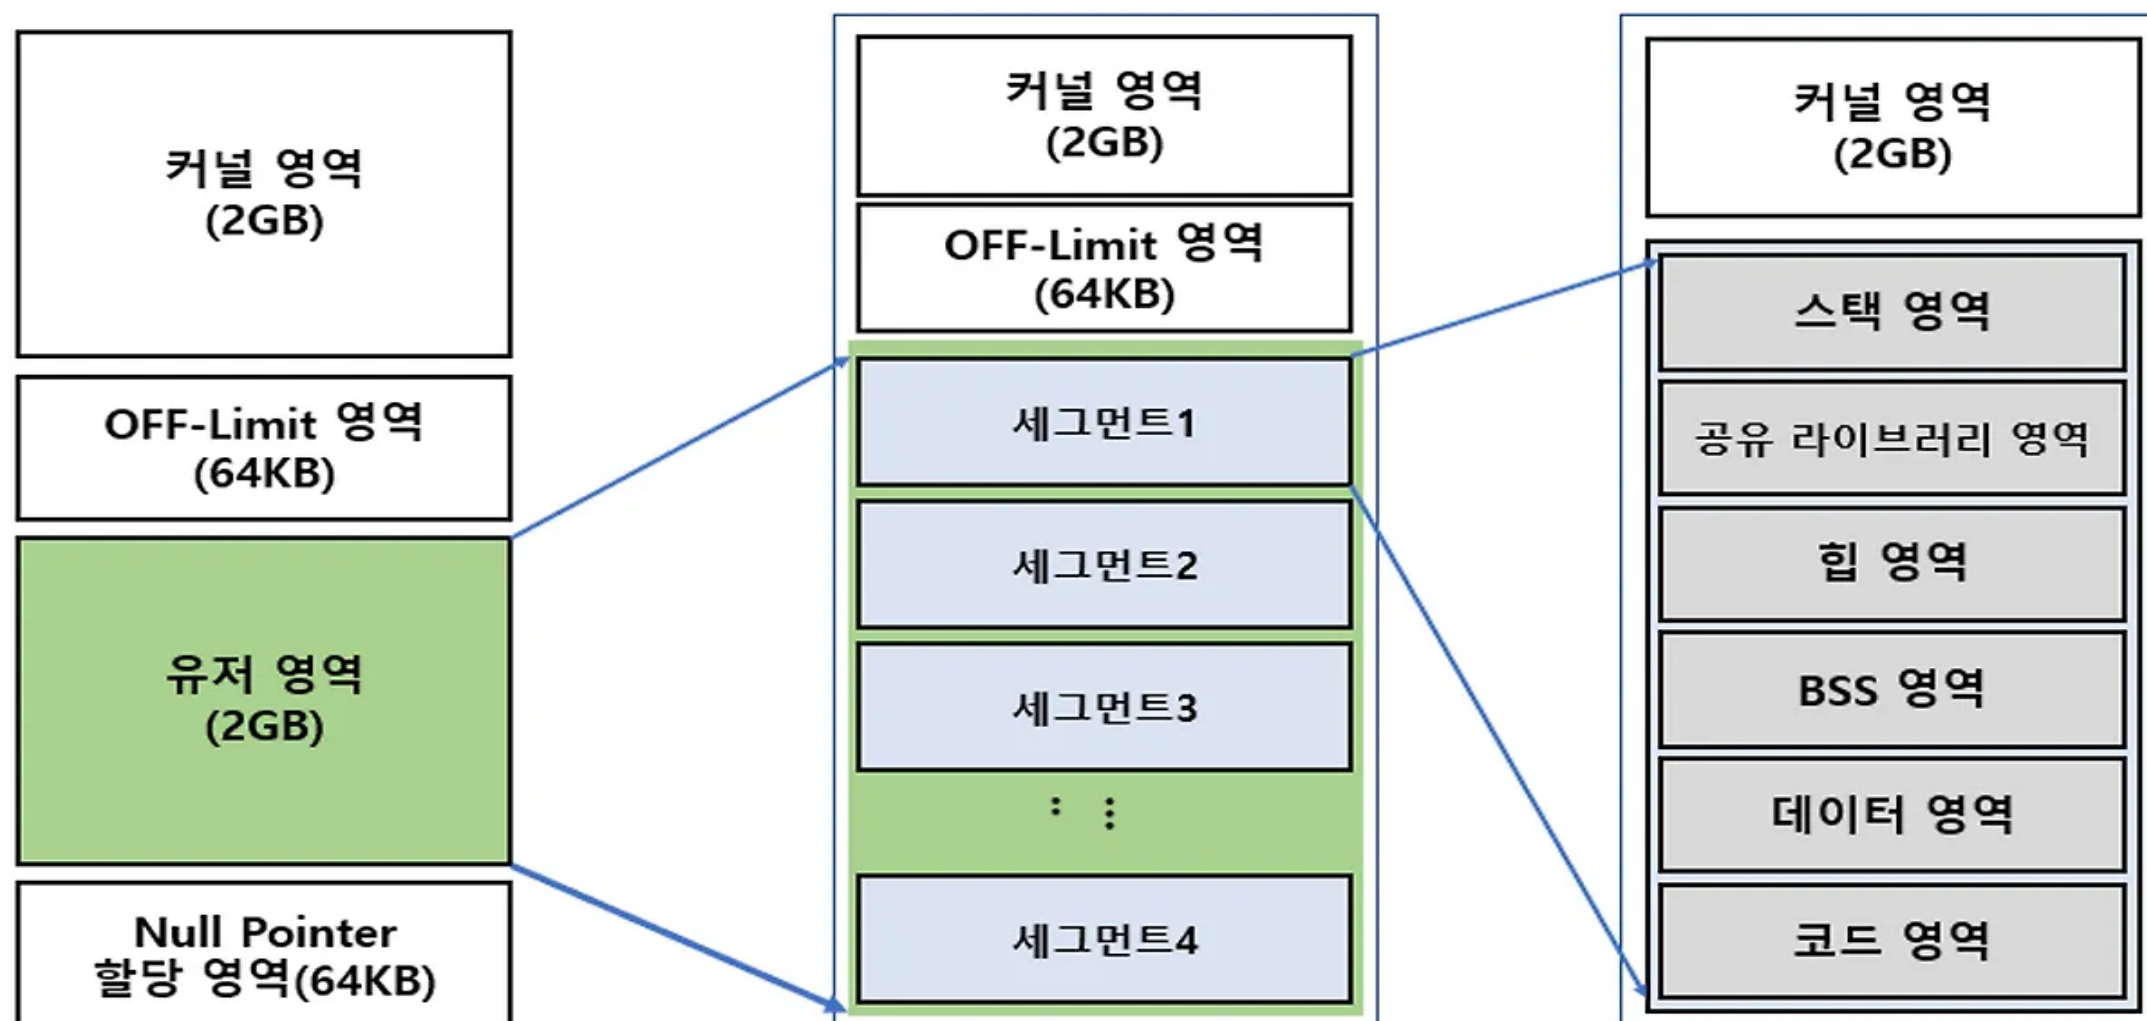 커널 영역
(2GB)
OFF-Limit 영역
(64KB)
유저 영역
(2GB)
Null Pointer
할당 영역(64KB)
커널 영역
(2GB)
OFF-Limit 영역
(64KB)
세그먼트1
세그먼트2
세그먼트3
세그먼트4
커널 영역
(2GB)
스택 영역
공유 라이브러리 영역
힙 영역
BSS 영역
데이터 영역
코드 영역